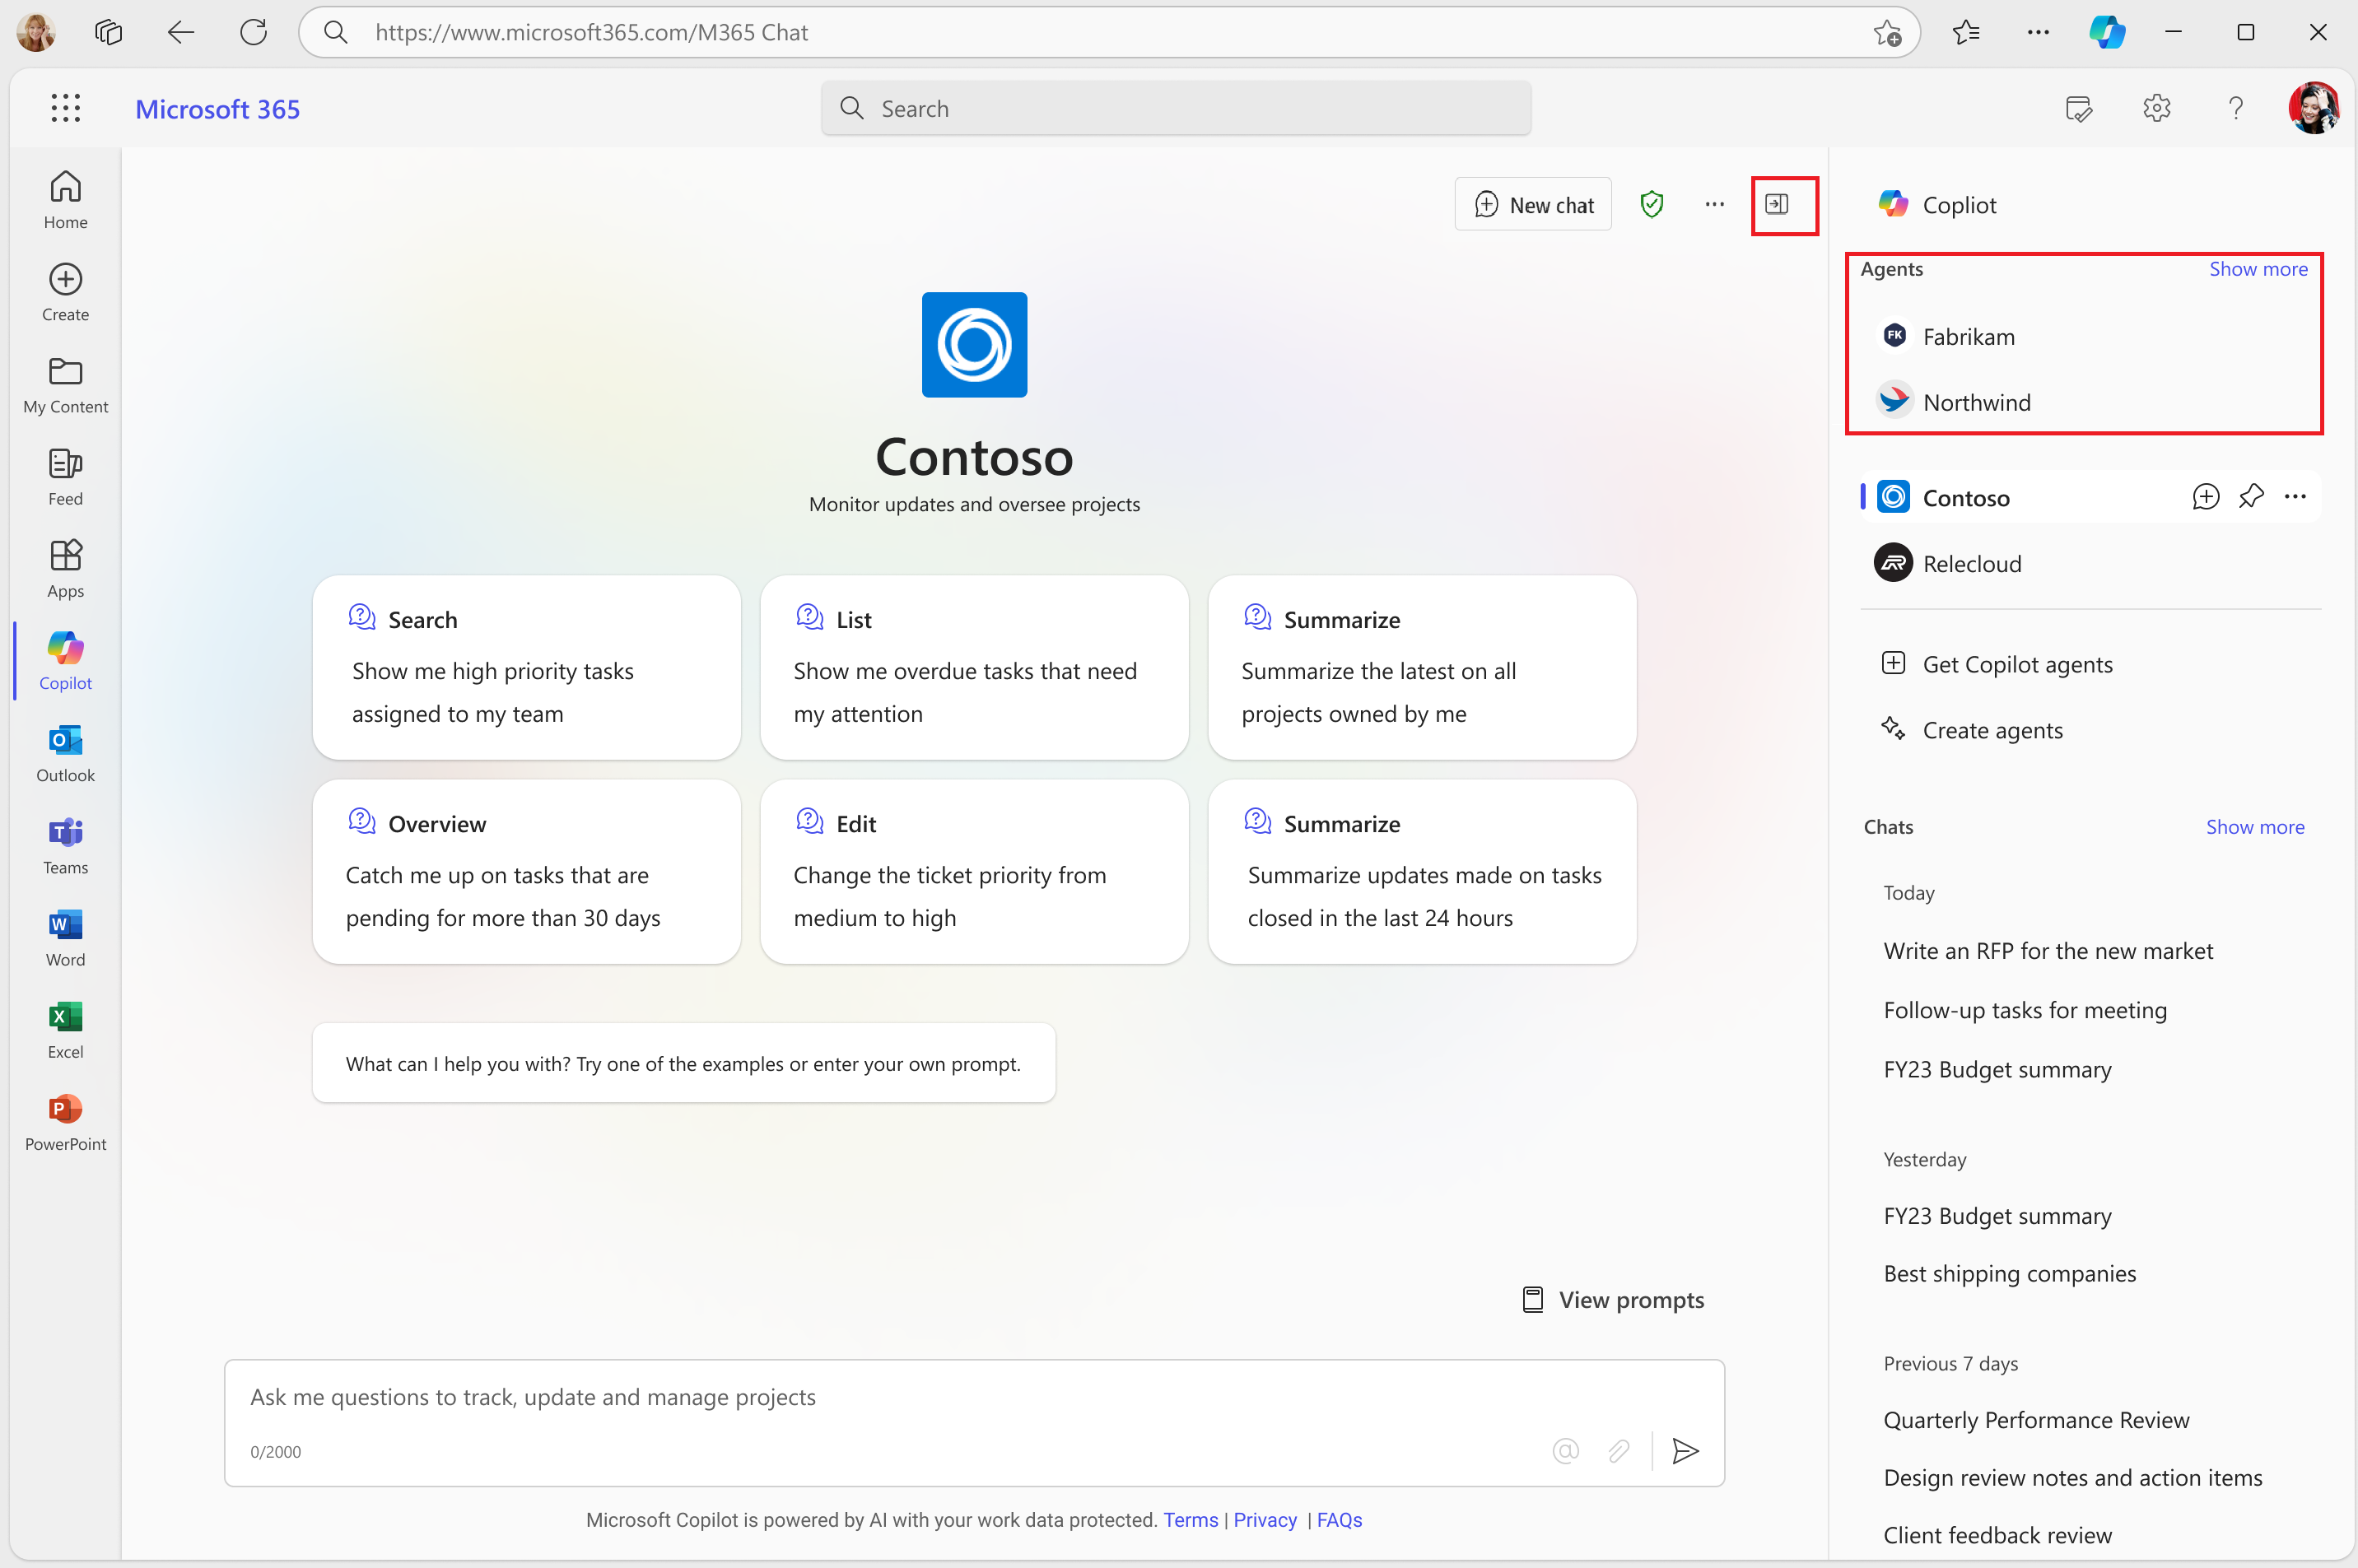 https://www.microsoft365.com/M365 Chat
Microsoft 365
Search
Home
Create
My Content
Feed
Apps
Copilot
Outlook
Teams
Word
Excel
PowerPoint
New chat
Contoso
Monitor updates and oversee projects
Search
Show me high priority tasks
assigned to my team
List
Show me overdue tasks that need
my attention
Summarize
Summarize the latest on all
projects owned by me
Overview
Catch me up on tasks that are
pending for more than 30 days
Edit
Change the ticket priority from
medium to high
Summarize
Summarize updates made on tasks
closed in the last 24 hours
What can I help you with? Try one of the examples or enter your own prompt.
View prompts
Ask me questions to track, update and manage projects
0/2000
Microsoft Copilot is powered by AI with your work data protected. Terms | Privacy | FAQs
Copliot
Agents Show more
FK Fabrikam
Northwind
Contoso
Relecloud
Get Copilot agents
Create agents
Chats Show more
Today
Write an RFP for the new market
Follow-up tasks for meeting
FY23 Budget summary
Yesterday
FY23 Budget summary
Best shipping companies
Previous 7 days
Quarterly Performance Review
Design review notes and action items
Client feedback review